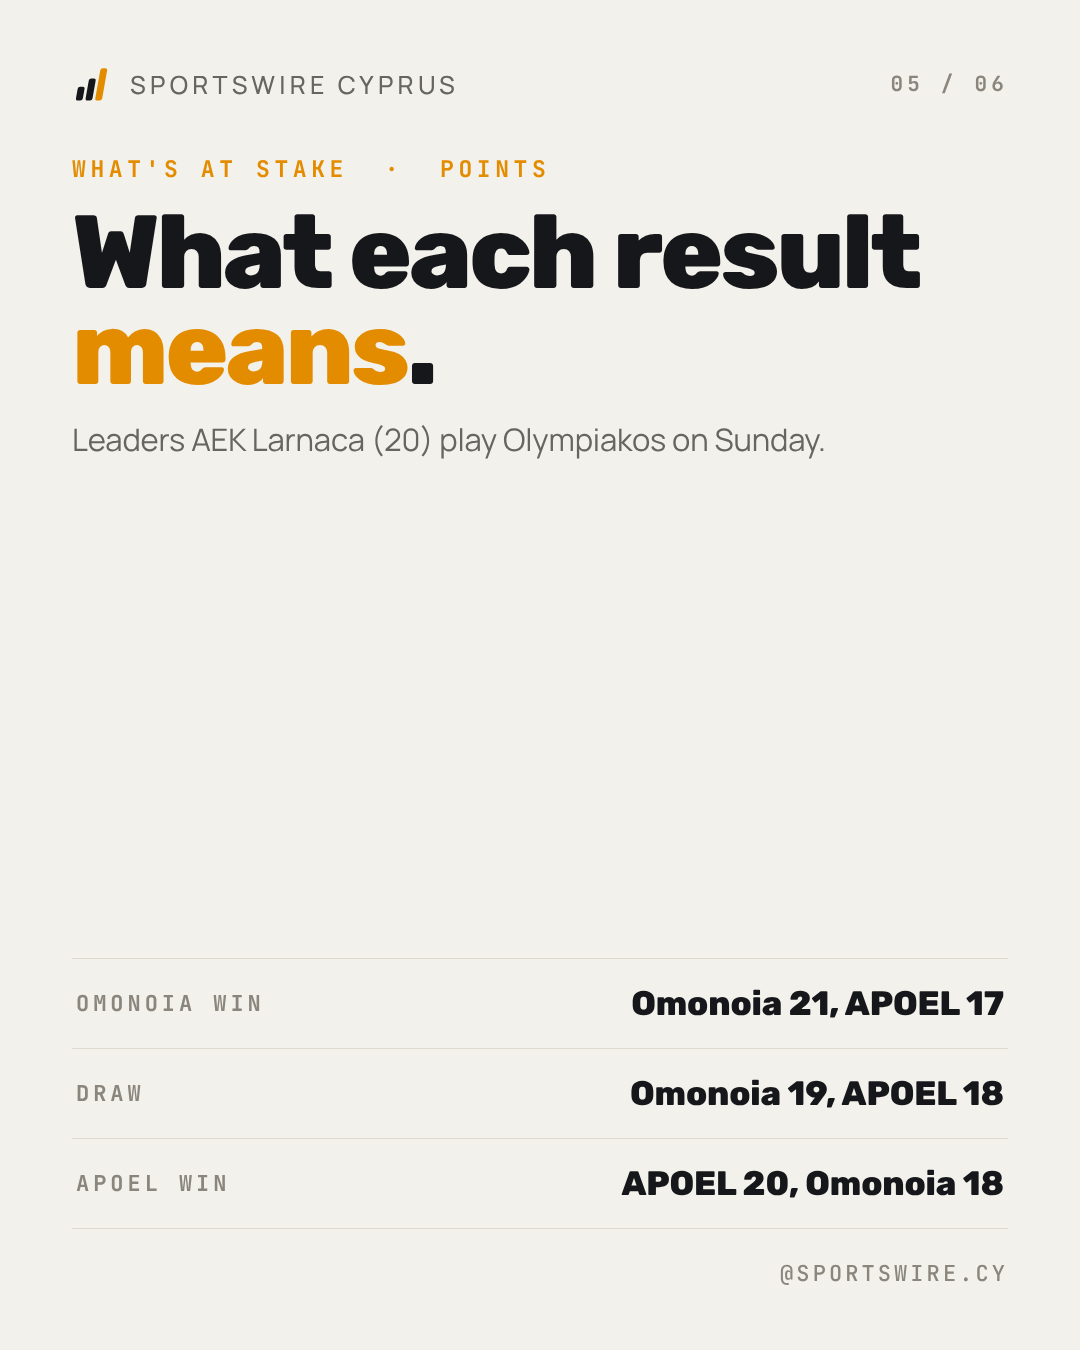 SPORTSWIRE CYPRUS
05 / 06
WHAT'S AT STAKE · POINTS
What each result
means.
Leaders AEK Larnaca (20) play Olympiakos on Sunday.
OMONOIA WIN
Omonoia 21, APOEL 17
DRAW
Omonoia 19, APOEL 18
APOEL WIN
APOEL 20, Omonoia 18
@SPORTSWIRE.CY